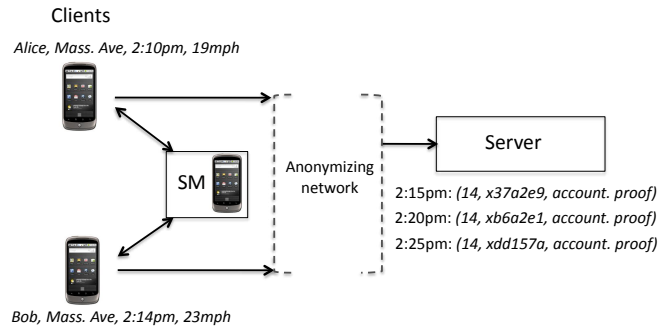 Clients
Alice, Mass. Ave, 2:10pm, 19mph
SM
Anonymizing
network
Server
2:15pm: (14, x37a2e9, account. proof)
2:20pm: (14, xb6a2e1, account. proof)
2:25pm: (14, xdd157a, account. proof)
Bob, Mass. Ave, 2:14pm, 23mph